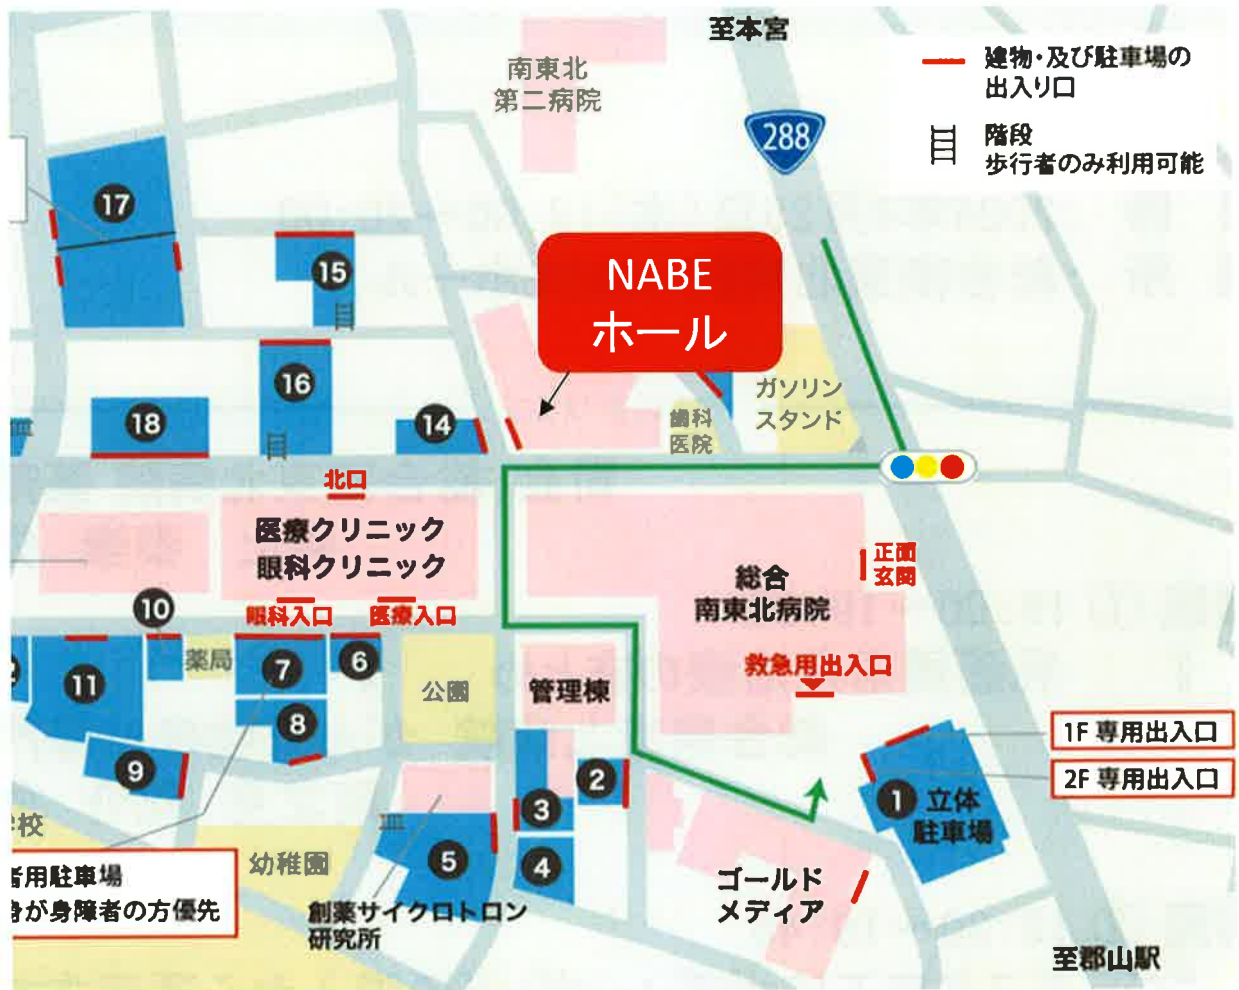 至本宮
建物・及び駐車場の
出入り口
階段
歩行者のみ利用可能
南東北
第二病院
288
17
15
NABE
ホール
16
18
14
ガソリン
スタンド
歯科
医院
北口
医療クリニック
眼科クリニック
正面
玄関
総合
南東北病院
10
眼科入口
医療入口
薬局
11
7
6
8
公園
管理棟
救急用出入口
1F 専用出入口
2F 専用出入口
9
2
3
1
立体
駐車場
校
幼稚園
5
4
者用駐車場
が身障者の方優先
創薬サイクロトロン
研究所
ゴールド
メディア
至郡山駅